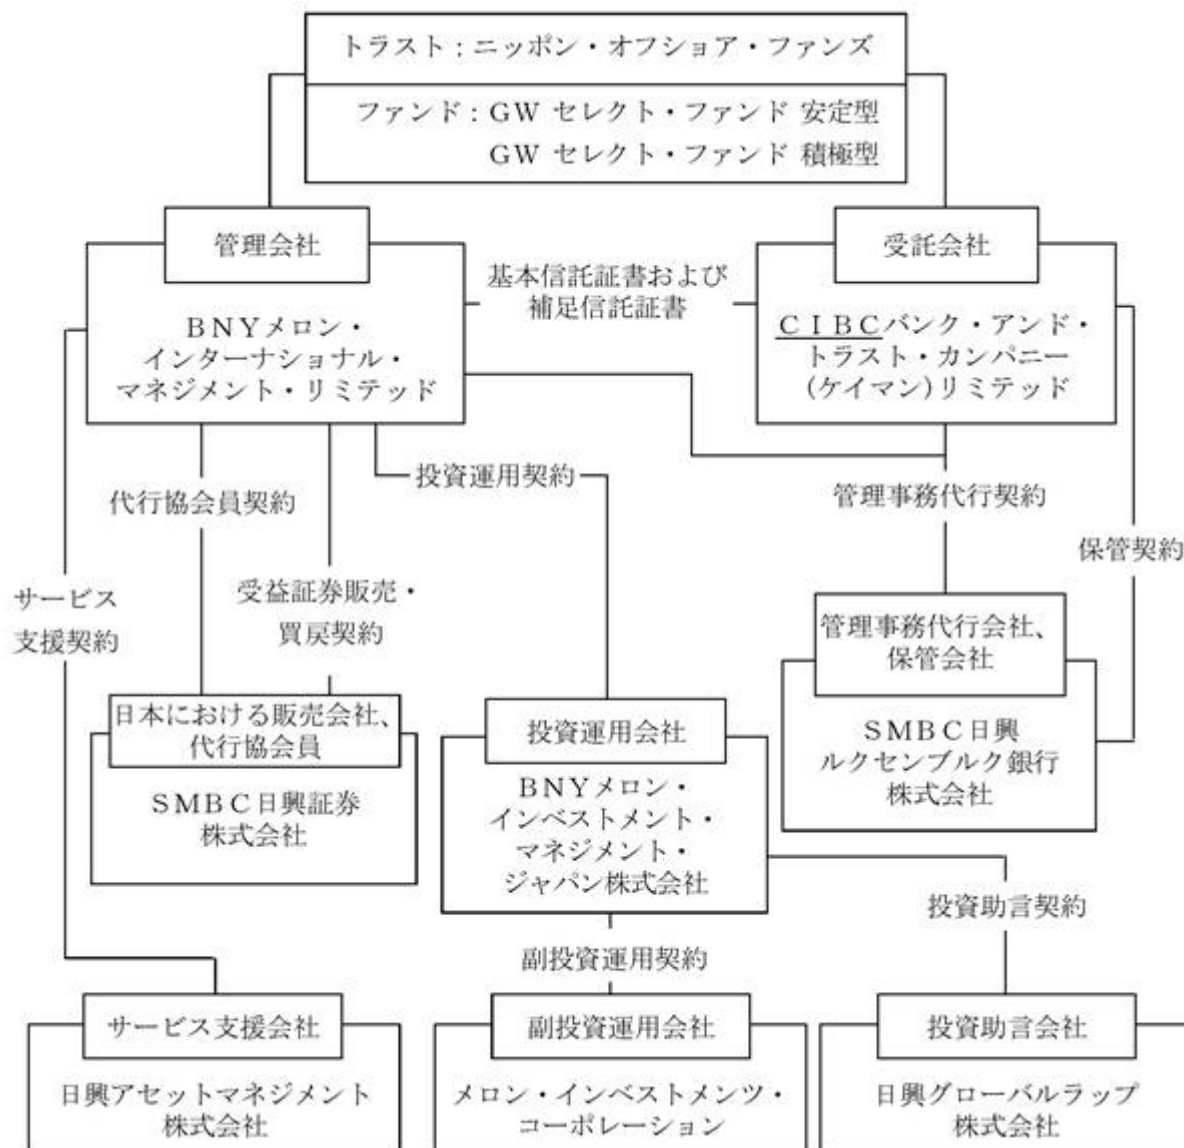 トラスト：ニッポン・オフショア・ファンズ
ファンド：GW セレクト・ファンド 安定型
GW セレクト・ファンド 積極型
管理会社
受託会社
基本信託証書および
補足信託証書
BNYメロン・
インターナショナル・
マネジメント・リミテッド
CIBCバンク・アンド・
トラスト・カンパニー
(ケイマン)リミテッド
投資運用契約
代行協会員契約
管理事務代行契約
保管契約
サービス
支援契約
受益証券販売・
買戻契約
管理事務代行会社、
保管会社
日本における販売会社、
代行協会員
投資運用会社
SMBC日興
ルクセンブルク銀行
株式会社
SMBC日興証券
株式会社
BNYメロン・
インベストメント・
マネジメント・
ジャパン株式会社
投資助言契約
副投資運用契約
サービス支援会社
副投資運用会社
投資助言会社
日興アセットマネジメント
株式会社
メロン・インベストメンツ・
コーポレーション
日興グローバルラップ
株式会社